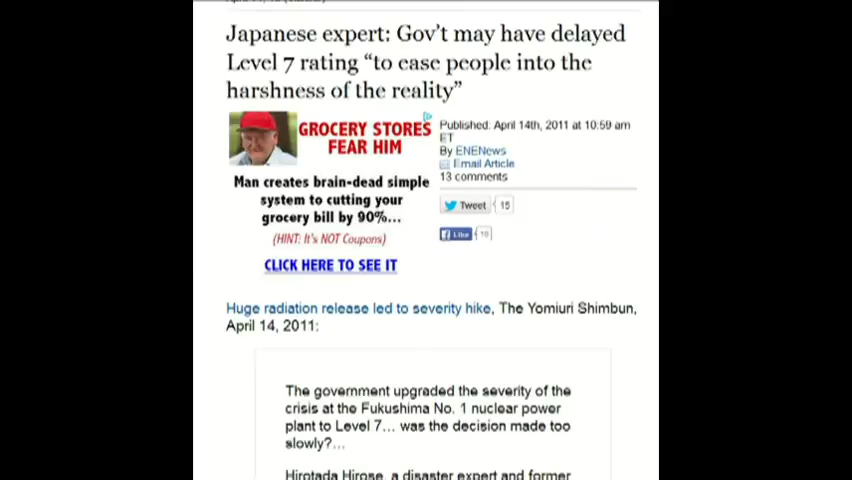 Japanese expert: Gov't may have delayed
Level 7 rating “to ease people into the
harshness of the reality”
GROCERY STORES
FEAR HIM
Man creates brain-dead simple
system to cutting your
grocery bill by 90%...
(HINT: It's NOT Coupons)
CLICK HERE TO SEE IT
Published: April 14th, 2011 at 10:59 am
ET
By ENENews
Email Article
13 comments
Tweet 15
Like 10
Huge radiation release led to severity hike, The Yomiuri Shimbun,
April 14, 2011:
The government upgraded the severity of the
crisis at the Fukushima No. 1 nuclear power
plant to Level 7… was the decision made too
slowly?…
Hirotada Hirose, a disaster expert and former